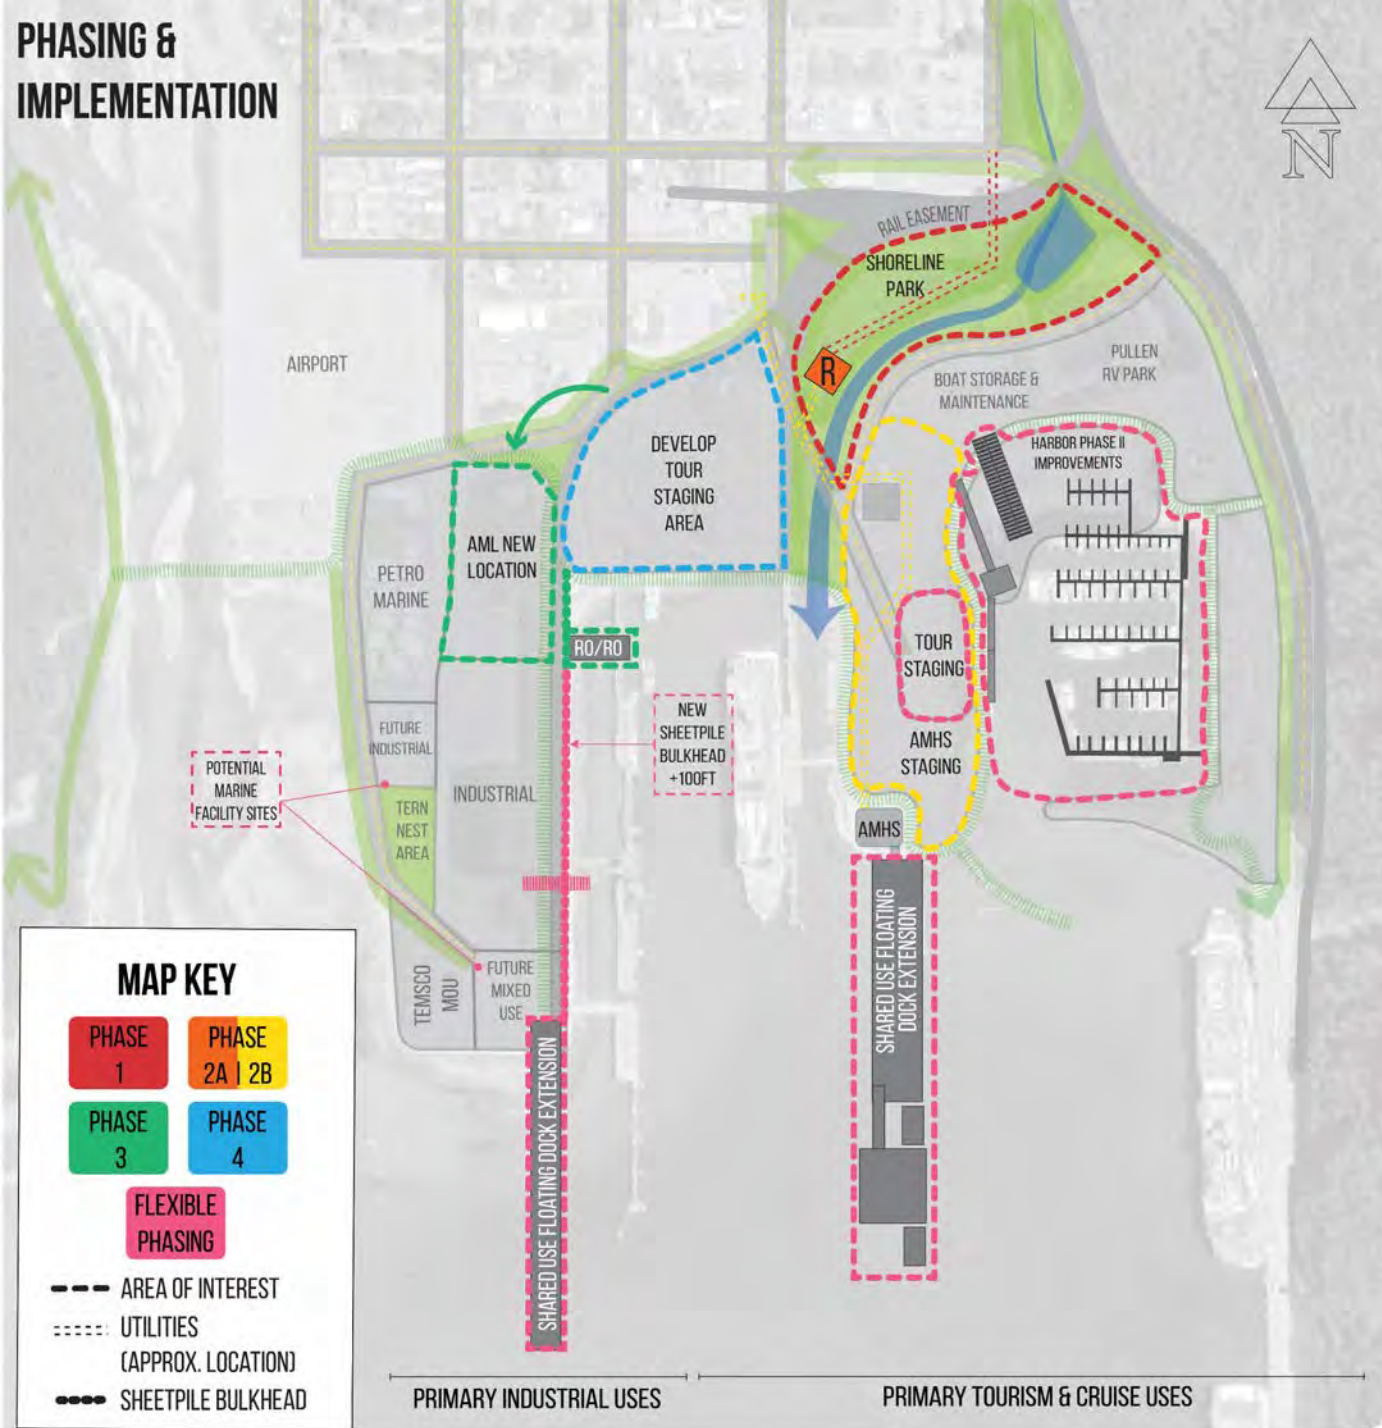 PHASING &
IMPLEMENTATION
N
RAIL EASEMENT
SHORELINE
PARK
R
AIRPORT
PULLEN
RV PARK
BOAT STORAGE &
MAINTENANCE
DEVELOP
TOUR
STAGING
AREA
HARBOR PHASE II
IMPROVEMENTS
AML NEW
LOCATION
PETRO
MARINE
RO/RO
TOUR
STAGING
NEW
SHEETPILE
BULKHEAD
+100FT
FUTURE
INDUSTRIAL
AMHS
STAGING
POTENTIAL
MARINE
FACILITY SITES
INDUSTRIAL
TERN
NEST
AREA
AMHS
SHARED USE FLOATING
DOCK EXTENSION
TEMSCO
MOU
FUTURE
MIXED
USE
SHARED USE FLOATING DOCK EXTENSION
MAP KEY
PHASE
1
PHASE
2A | 2B
PHASE
3
PHASE
4
FLEXIBLE
PHASING
AREA OF INTEREST
UTILITIES
(APPROX. LOCATION)
SHEETPILE BULKHEAD
PRIMARY INDUSTRIAL USES
PRIMARY TOURISM & CRUISE USES